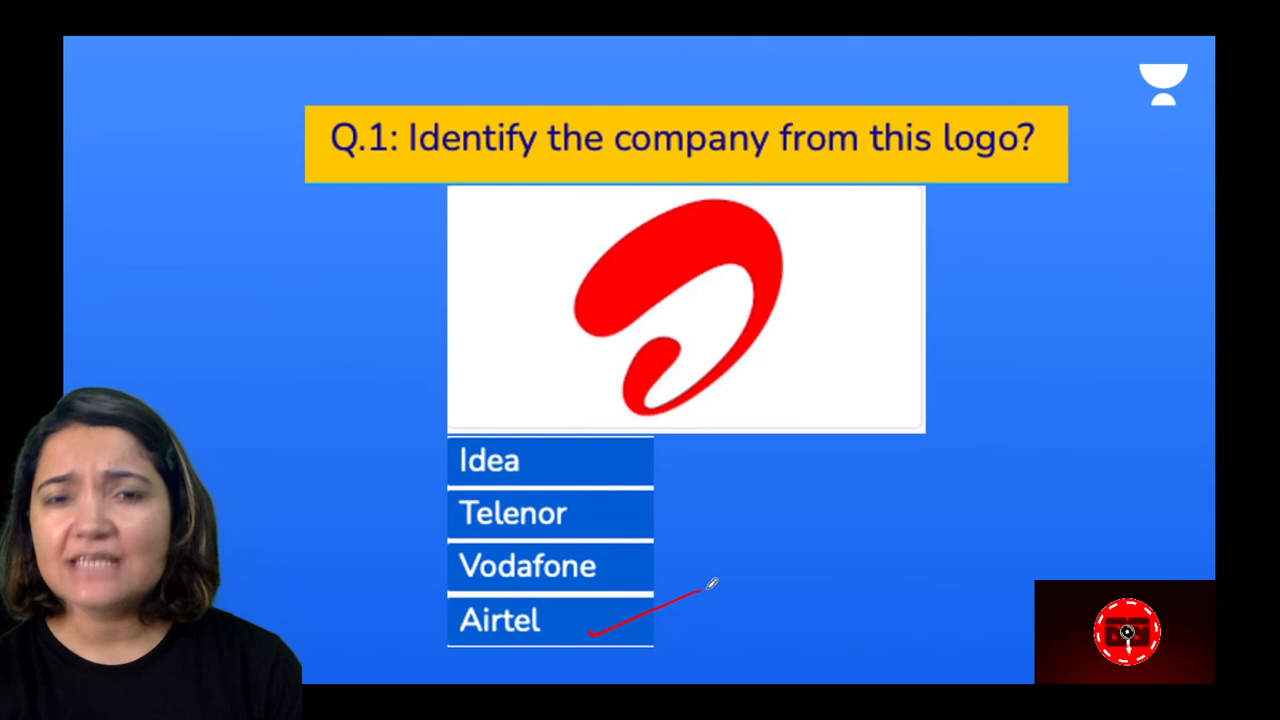 Q.1: Identify the company from this logo?
Idea
Telenor
Vodafone
Airtel